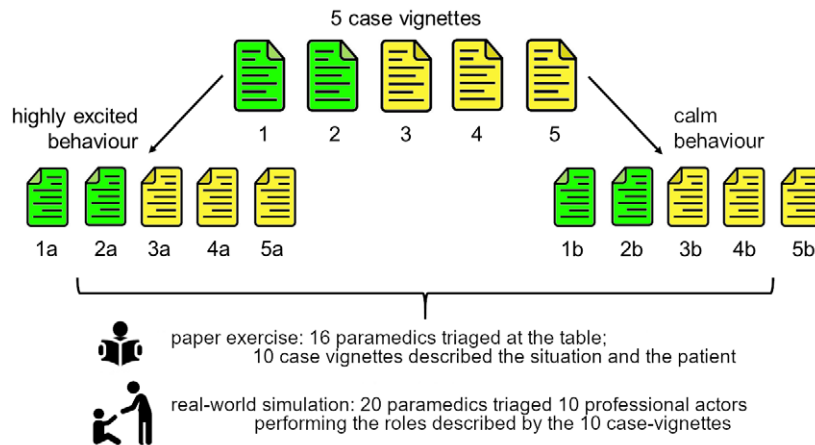 5 case vignettes
1 2 3 4 5
highly excited
behaviour
calm
behaviour
1a 2a 3a 4a 5a
1b 2b 3b 4b 5b
paper exercise: 16 paramedics triaged at the table;
10 case vignettes described the situation and the patient
real-world simulation: 20 paramedics triaged 10 professional actors
performing the roles described by the 10 case-vignettes